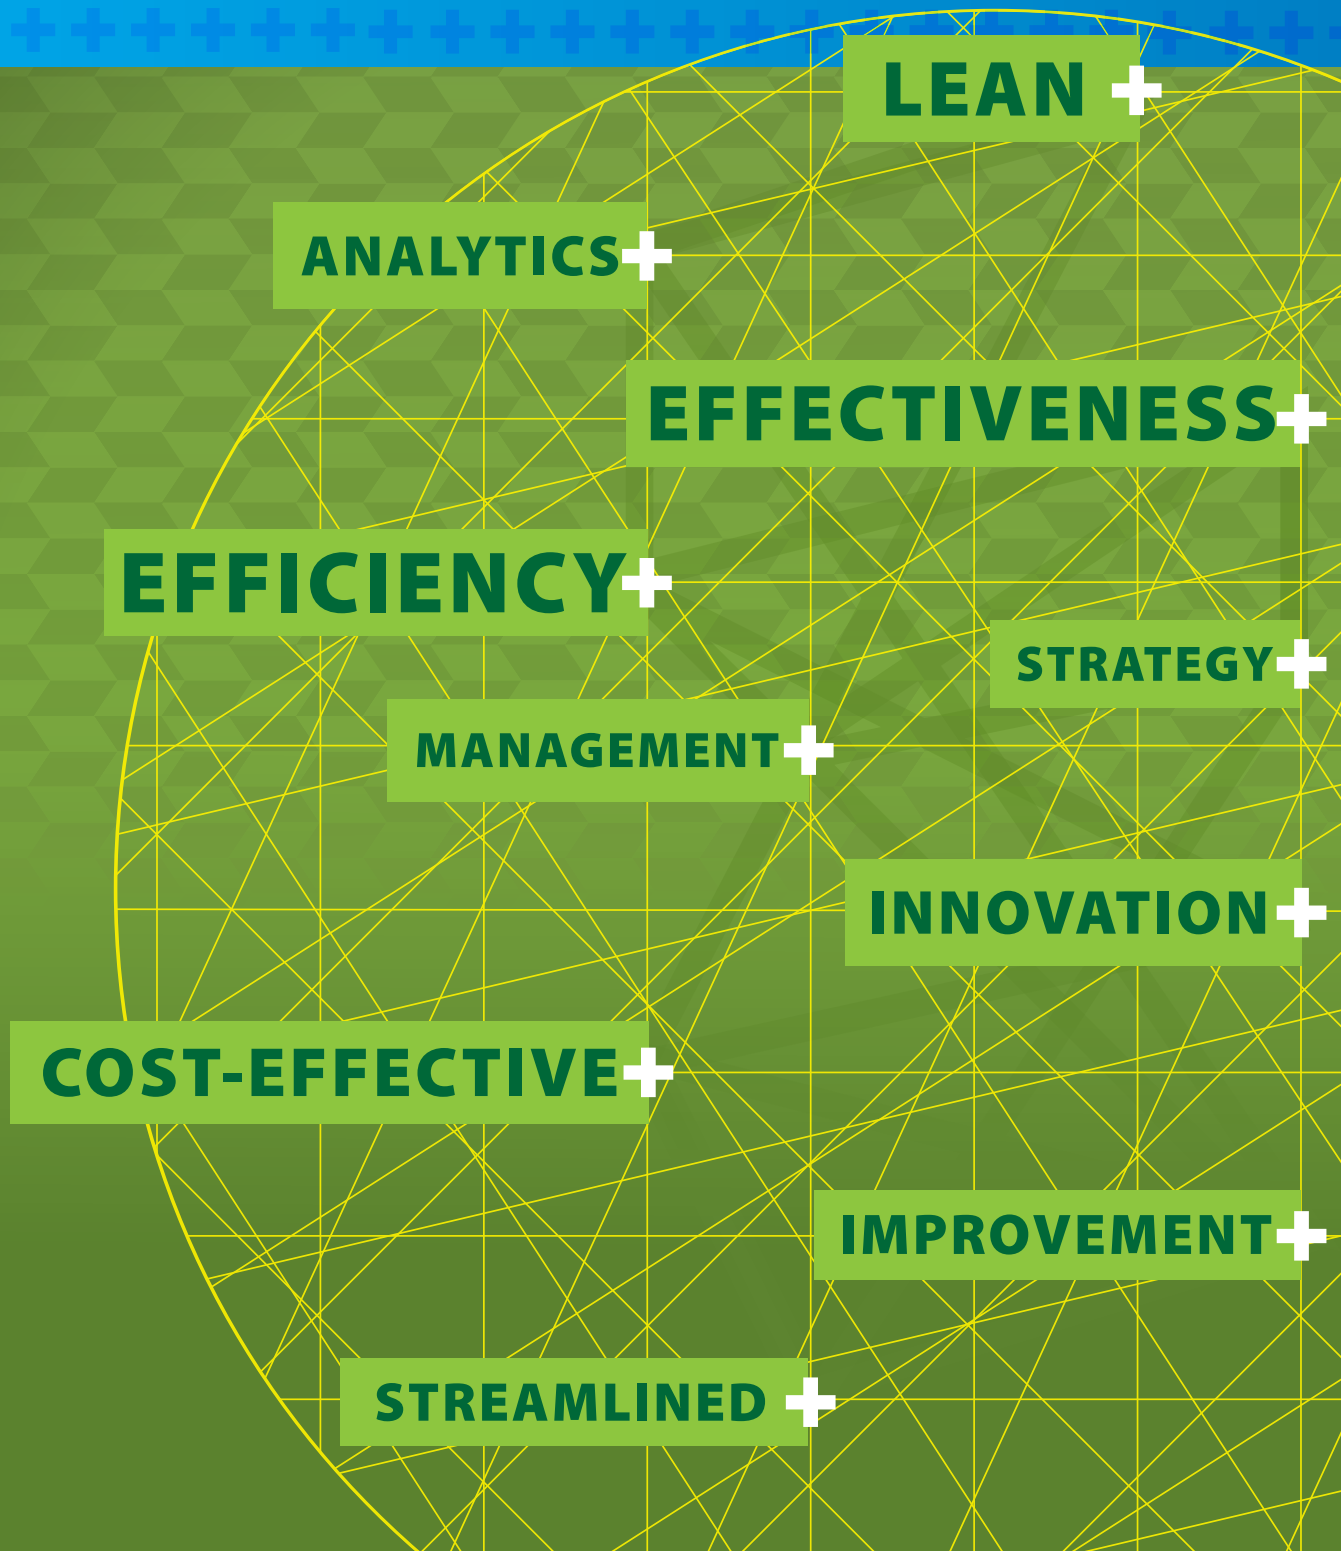 LEAN
ANALYTICS
EFFECTIVENESS
EFFICIENCY
STRATEGY
MANAGEMENT
INNOVATION
COST-EFFECTIVE
IMPROVEMENT
STREAMLINED